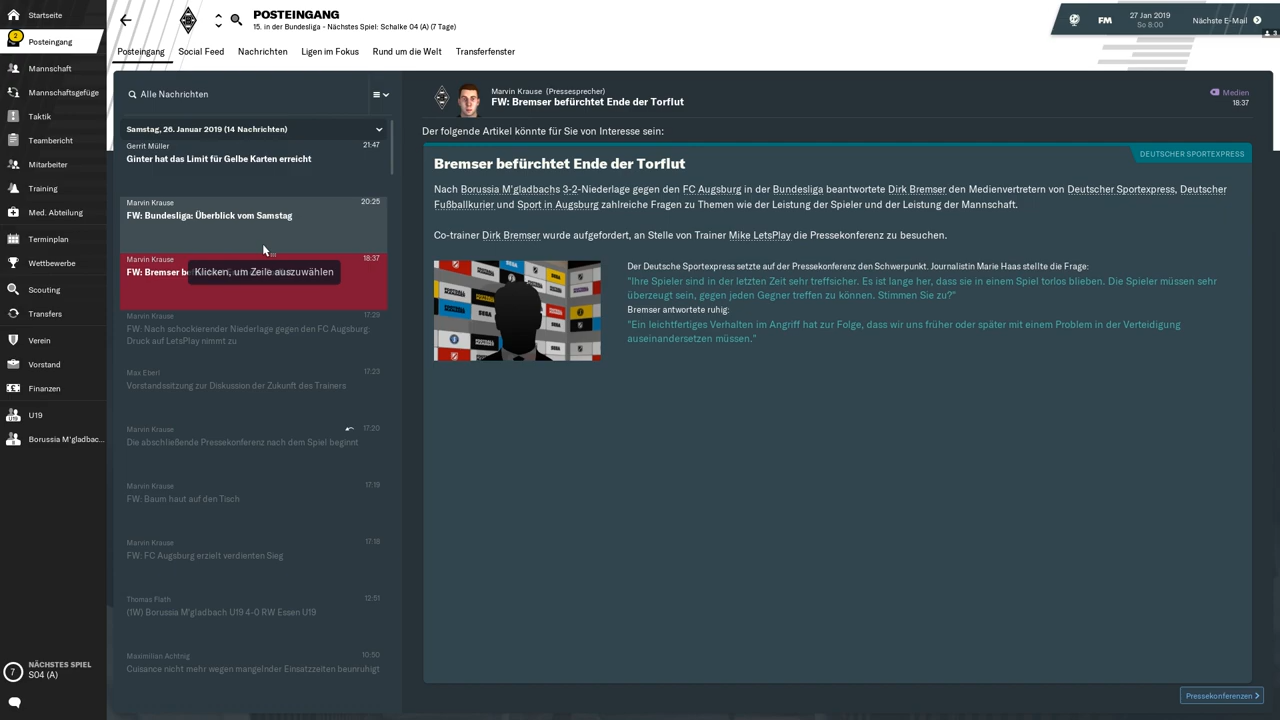 Startseite
2
Posteingang
Mannschaft
Mannschaftsgefüge
Taktik
Teambericht
Mitarbeiter
Training
Med. Abteilung
Terminplan
Wettbewerbe
Scouting
Transfers
Verein
Vorstand
Finanzen
U19
Borussia M'gladbac...
7
NÄCHSTES SPIEL
S04 (A)
POSTEINGANG
15. in der Bundesliga - Nächstes Spiel: Schalke 04 (A) (7 Tage)
FM
27 Jan 2019
So 8:00
Nächste E-Mail
Posteingang
Social Feed
Nachrichten
Ligen im Fokus
Rund um die Welt
Transferfenster
Alle Nachrichten
Samstag, 26. Januar 2019 (14 Nachrichten)
Gerrit Müller 21:47
Ginter hat das Limit für Gelbe Karten erreicht
Marvin Krause 20:25
FW: Bundesliga: Überblick vom Samstag
Marvin Krause 18:37
FW: Bremser be
Klicken, um Zeile auszuwählen
Marvin Krause 17:29
FW: Nach schockierender Niederlage gegen den FC Augsburg:
Druck auf LetsPlay nimmt zu
Max Eberl 17:23
Vorstandssitzung zur Diskussion der Zukunft des Trainers
Marvin Krause 17:20
Die abschließende Pressekonferenz nach dem Spiel beginnt
Marvin Krause 17:19
FW: Baum haut auf den Tisch
Marvin Krause 17:18
FW: FC Augsburg erzielt verdienten Sieg
Thomas Flath 12:51
(1W) Borussia M'gladbach U19 4-0 RW Essen U19
Maximilian Achtnig 10:50
Cuisance nicht mehr wegen mangelnder Einsatzzeiten beunruhigt
Marvin Krause (Pressesprecher)
FW: Bremser befürchtet Ende der Torflut
Medien
18:37
Der folgende Artikel könnte für Sie von Interesse sein:
Bremser befürchtet Ende der Torflut
DEUTSCHER SPORTEXPRESS
Nach Borussia M'gladbachs 3-2-Niederlage gegen den FC Augsburg in der Bundesliga beantwortete Dirk Bremser den Medienvertretern von Deutscher Sportexpress, Deutscher
Fußballkurier und Sport in Augsburg zahlreiche Fragen zu Themen wie der Leistung der Spieler und der Leistung der Mannschaft.
Co-trainer Dirk Bremser wurde aufgefordert, an Stelle von Trainer Mike LetsPlay die Pressekonferenz zu besuchen.
Der Deutsche Sportexpress setzte auf der Pressekonferenz den Schwerpunkt. Journalistin Marie Haas stellte die Frage:
"Ihre Spieler sind in der letzten Zeit sehr treffsicher. Es ist lange her, dass sie in einem Spiel torlos blieben. Die Spieler müssen sehr
überzeugt sein, gegen jeden Gegner treffen zu können. Stimmen Sie zu?"
Bremser antwortete ruhig:
"Ein leichtfertiges Verhalten im Angriff hat zur Folge, dass wir uns früher oder später mit einem Problem in der Verteidigung
auseinandersetzen müssen."
Pressekonferenzen